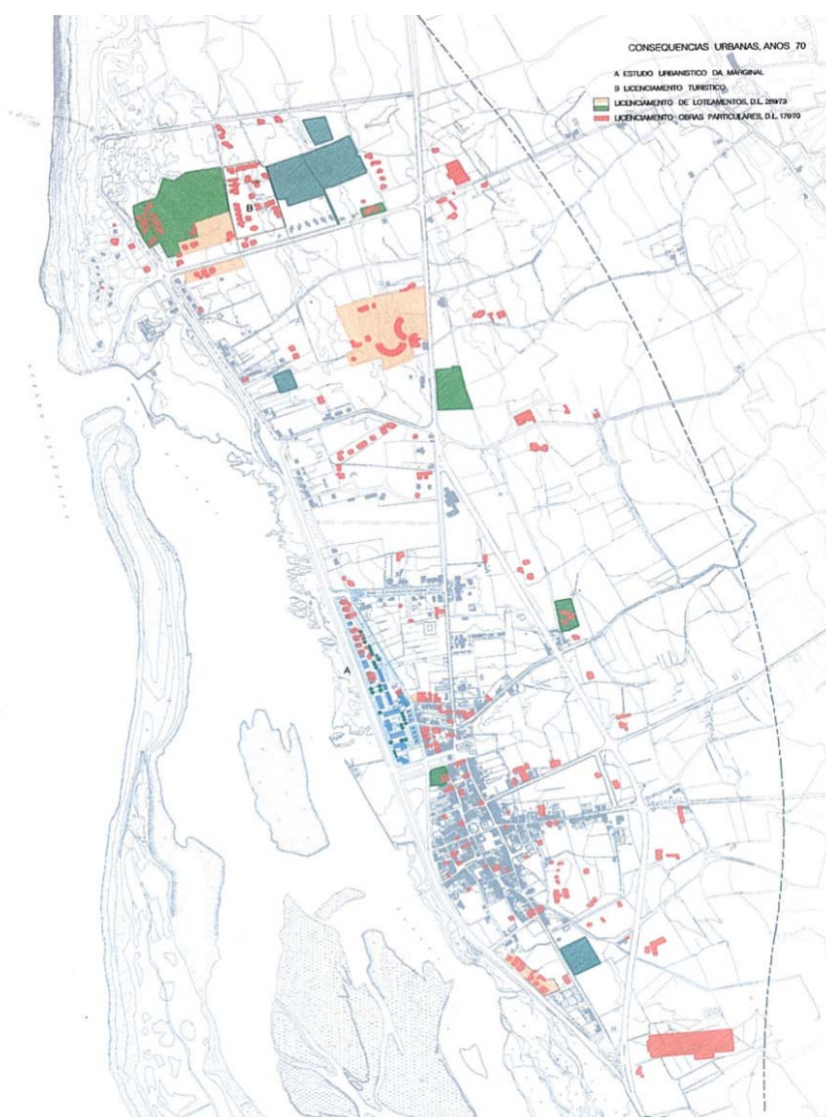 CONSEQUENCIAS URBANAS, ANOS 70
A ESTUDO URBANISTICO DA MARGINAL
B LICENCIAMENTO TURISTICO
LICENCIAMENTO DE LOTEAMENTOS, D.L. 289/73
LICENCIAMENTO OBRAS PARTICULARES, D.L. 179/70
B
A